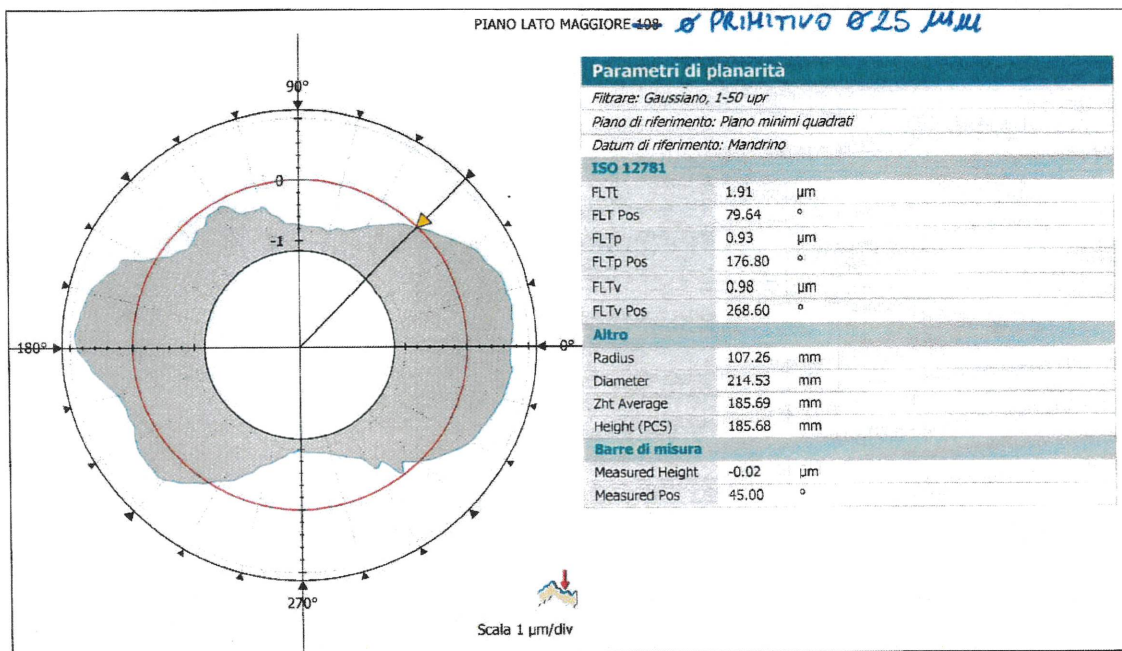 PIANO LATO MAGGIORE 108 ø PRIMITIVO Ø25 mm
Parametri di planarità
Filtrare: Gaussiano, 1-50 upr
Piano di riferimento: Piano minimi quadrati
Datum di riferimento: Mandrino
ISO 12781
FLTt 1.91 µm
FLT Pos 79.64 °
FLTp 0.93 µm
FLTp Pos 176.80 °
FLTv 0.98 µm
FLTv Pos 268.60 °
Altro
Radius 107.26 mm
Diameter 214.53 mm
Zht Average 185.69 mm
Height (PCS) 185.68 mm
Barre di misura
Measured Height -0.02 µm
Measured Pos 45.00 °
90°
0
-1
180°
0°
270°
Scala 1 µm/div